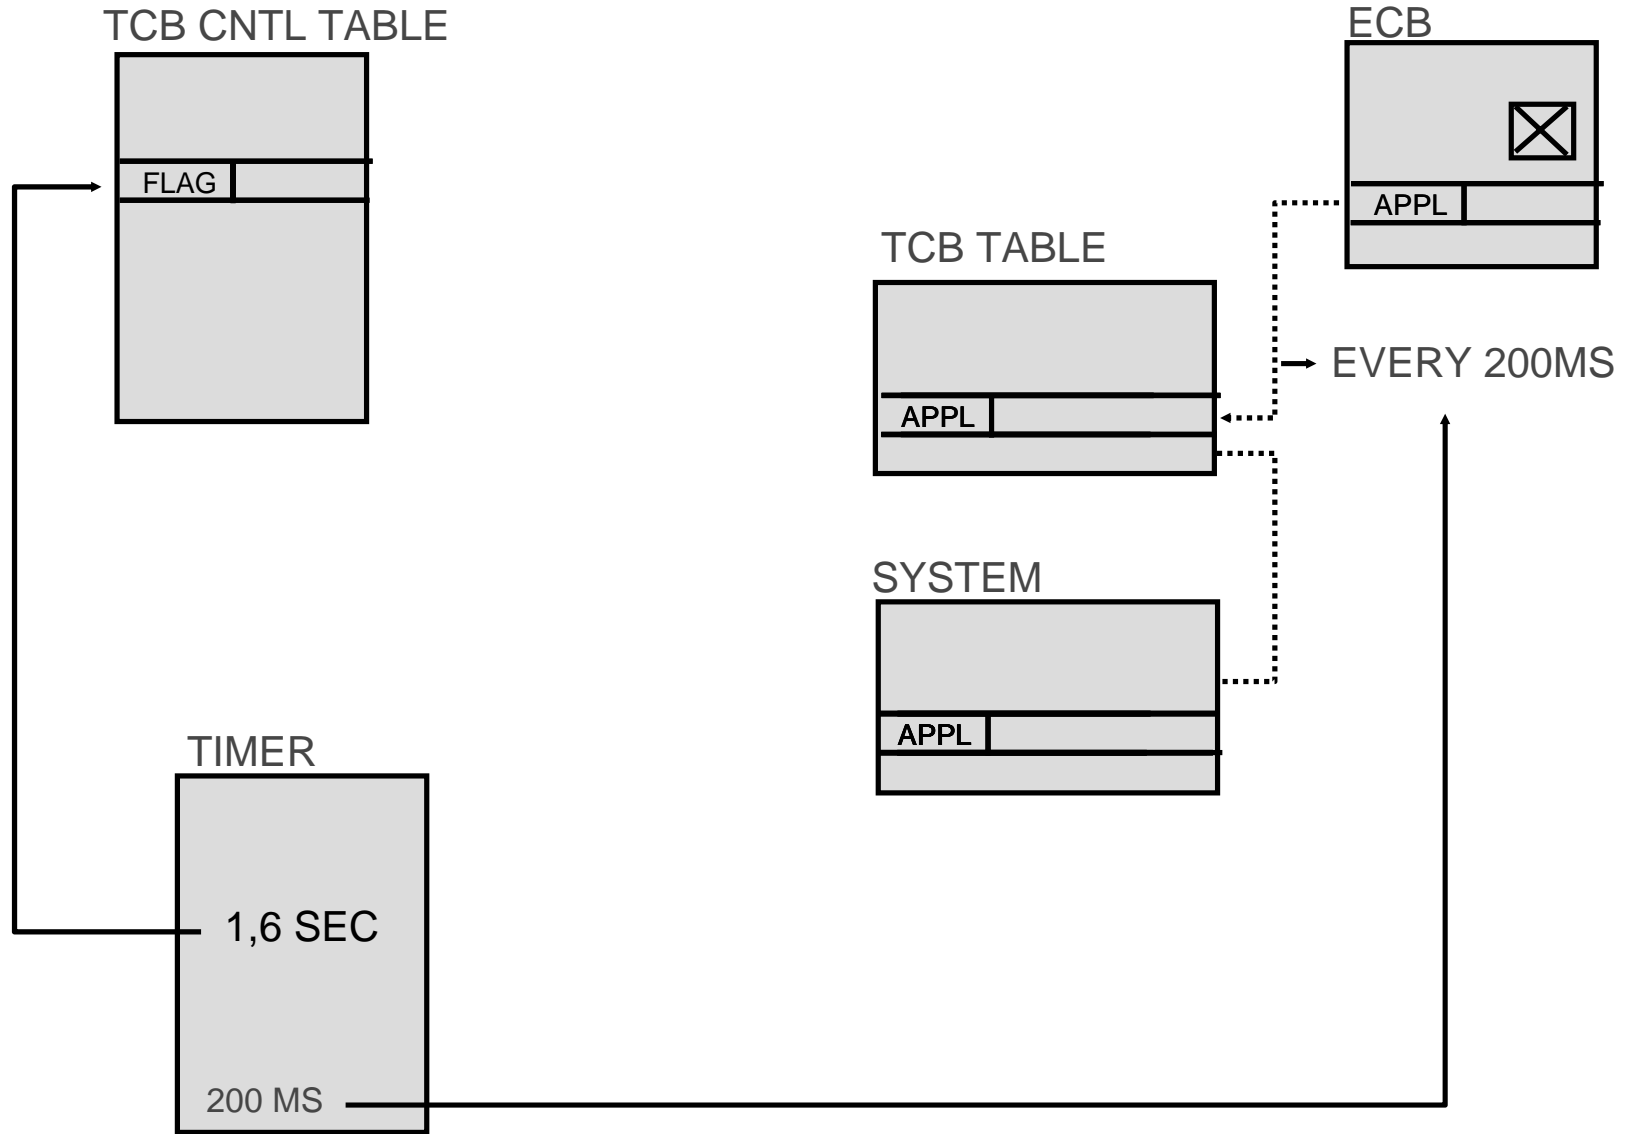 TCB CNTL TABLE
ECB
FLAG
APPL
TCB TABLE
EVERY 200MS
APPL
SYSTEM
APPL
TIMER
1,6 SEC
200 MS